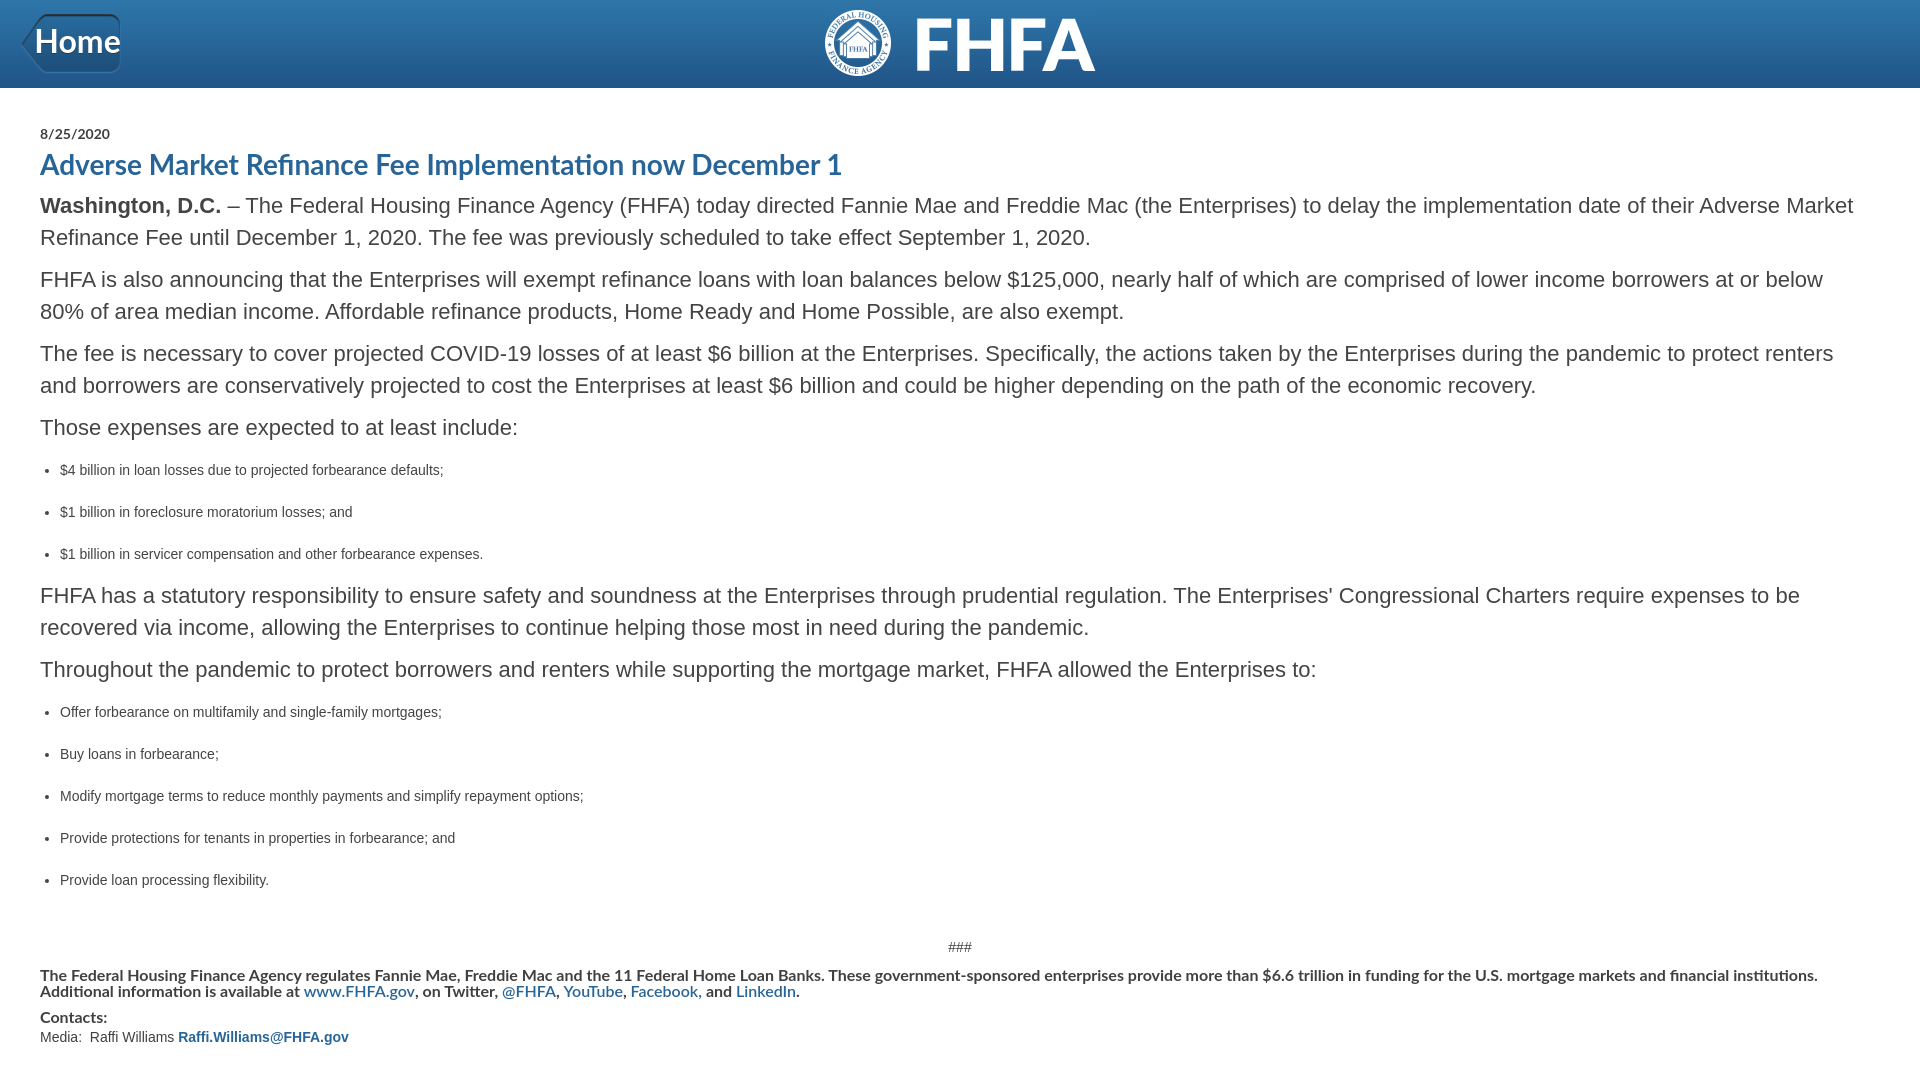 Home
FEDERAL HOUSING FINANCE AGENCY
FHFA
FHFA
8/25/2020
Adverse Market Refinance Fee Implementation now December 1
Washington, D.C. – The Federal Housing Finance Agency (FHFA) today directed Fannie Mae and Freddie Mac (the Enterprises) to delay the implementation date of their Adverse Market
Refinance Fee until December 1, 2020. The fee was previously scheduled to take effect September 1, 2020.
FHFA is also announcing that the Enterprises will exempt refinance loans with loan balances below $125,000, nearly half of which are comprised of lower income borrowers at or below
80% of area median income. Affordable refinance products, Home Ready and Home Possible, are also exempt.
The fee is necessary to cover projected COVID-19 losses of at least $6 billion at the Enterprises. Specifically, the actions taken by the Enterprises during the pandemic to protect renters
and borrowers are conservatively projected to cost the Enterprises at least $6 billion and could be higher depending on the path of the economic recovery.
Those expenses are expected to at least include:
• $4 billion in loan losses due to projected forbearance defaults;
• $1 billion in foreclosure moratorium losses; and
• $1 billion in servicer compensation and other forbearance expenses.
FHFA has a statutory responsibility to ensure safety and soundness at the Enterprises through prudential regulation. The Enterprises' Congressional Charters require expenses to be
recovered via income, allowing the Enterprises to continue helping those most in need during the pandemic.
Throughout the pandemic to protect borrowers and renters while supporting the mortgage market, FHFA allowed the Enterprises to:
• Offer forbearance on multifamily and single-family mortgages;
• Buy loans in forbearance;
• Modify mortgage terms to reduce monthly payments and simplify repayment options;
• Provide protections for tenants in properties in forbearance; and
• Provide loan processing flexibility.
###
The Federal Housing Finance Agency regulates Fannie Mae, Freddie Mac and the 11 Federal Home Loan Banks. These government-sponsored enterprises provide more than $6.6 trillion in funding for the U.S. mortgage markets and financial institutions.
Additional information is available at www.FHFA.gov, on Twitter, @FHFA, YouTube, Facebook, and LinkedIn.
Contacts:
Media: Raffi Williams Raffi.Williams@FHFA.gov